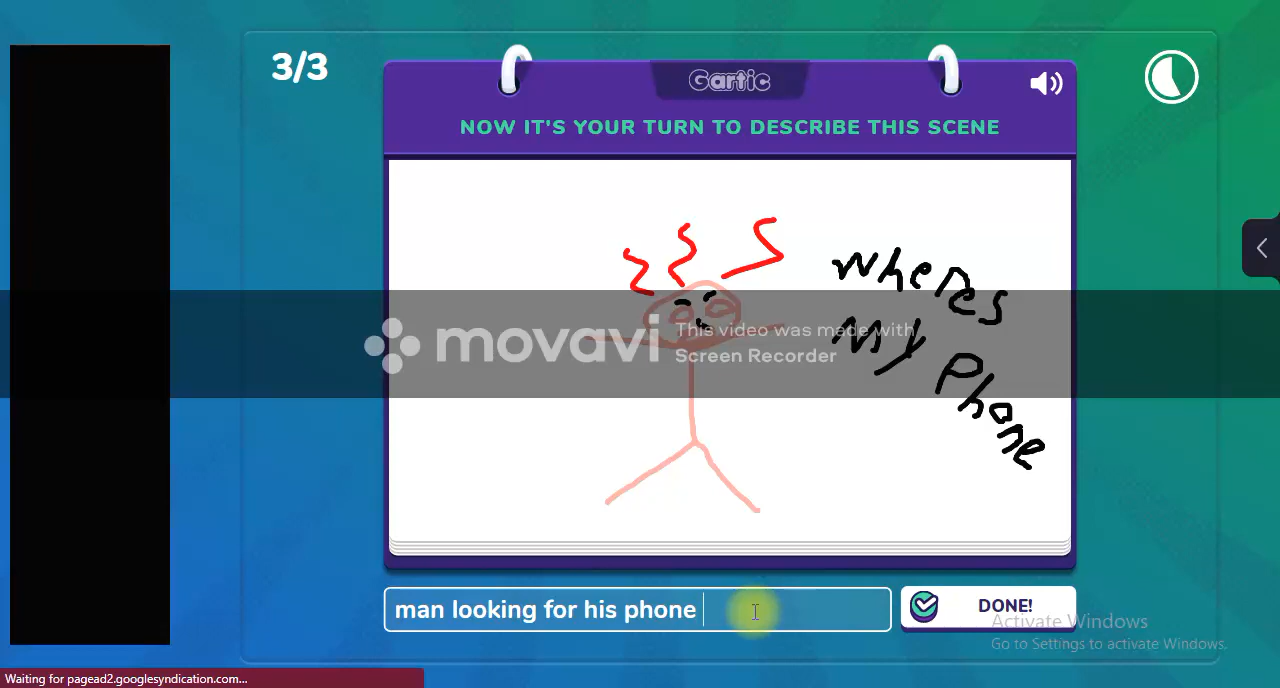 3/3
Gartic
NOW IT'S YOUR TURN TO DESCRIBE THIS SCENE
wheres
my Phone
movavi
This video was made with
Screen Recorder
man looking for his phone
DONE!
Activate Windows
Go to Settings to activate Windows.
Waiting for pagead2.googlesyndication.com...